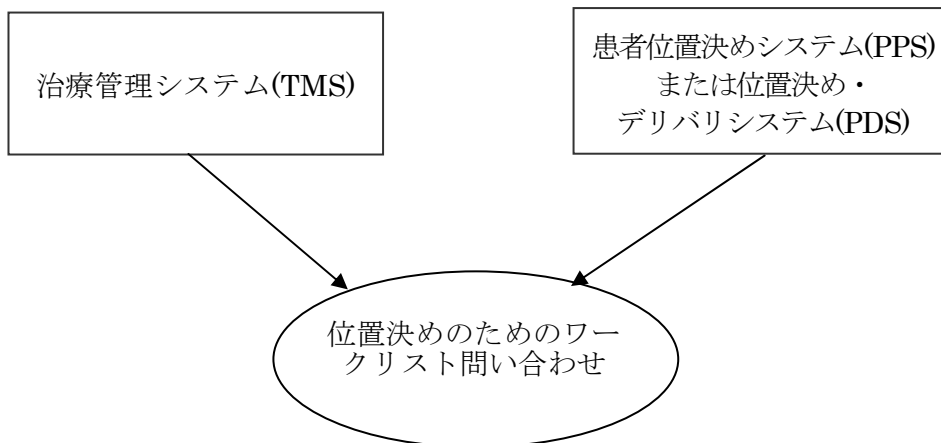 治療管理システム(TMS)
患者位置決めシステム(PPS)
または位置決め・
デリバリシステム(PDS)
位置決めのためのワー
クリスト問い合わせ